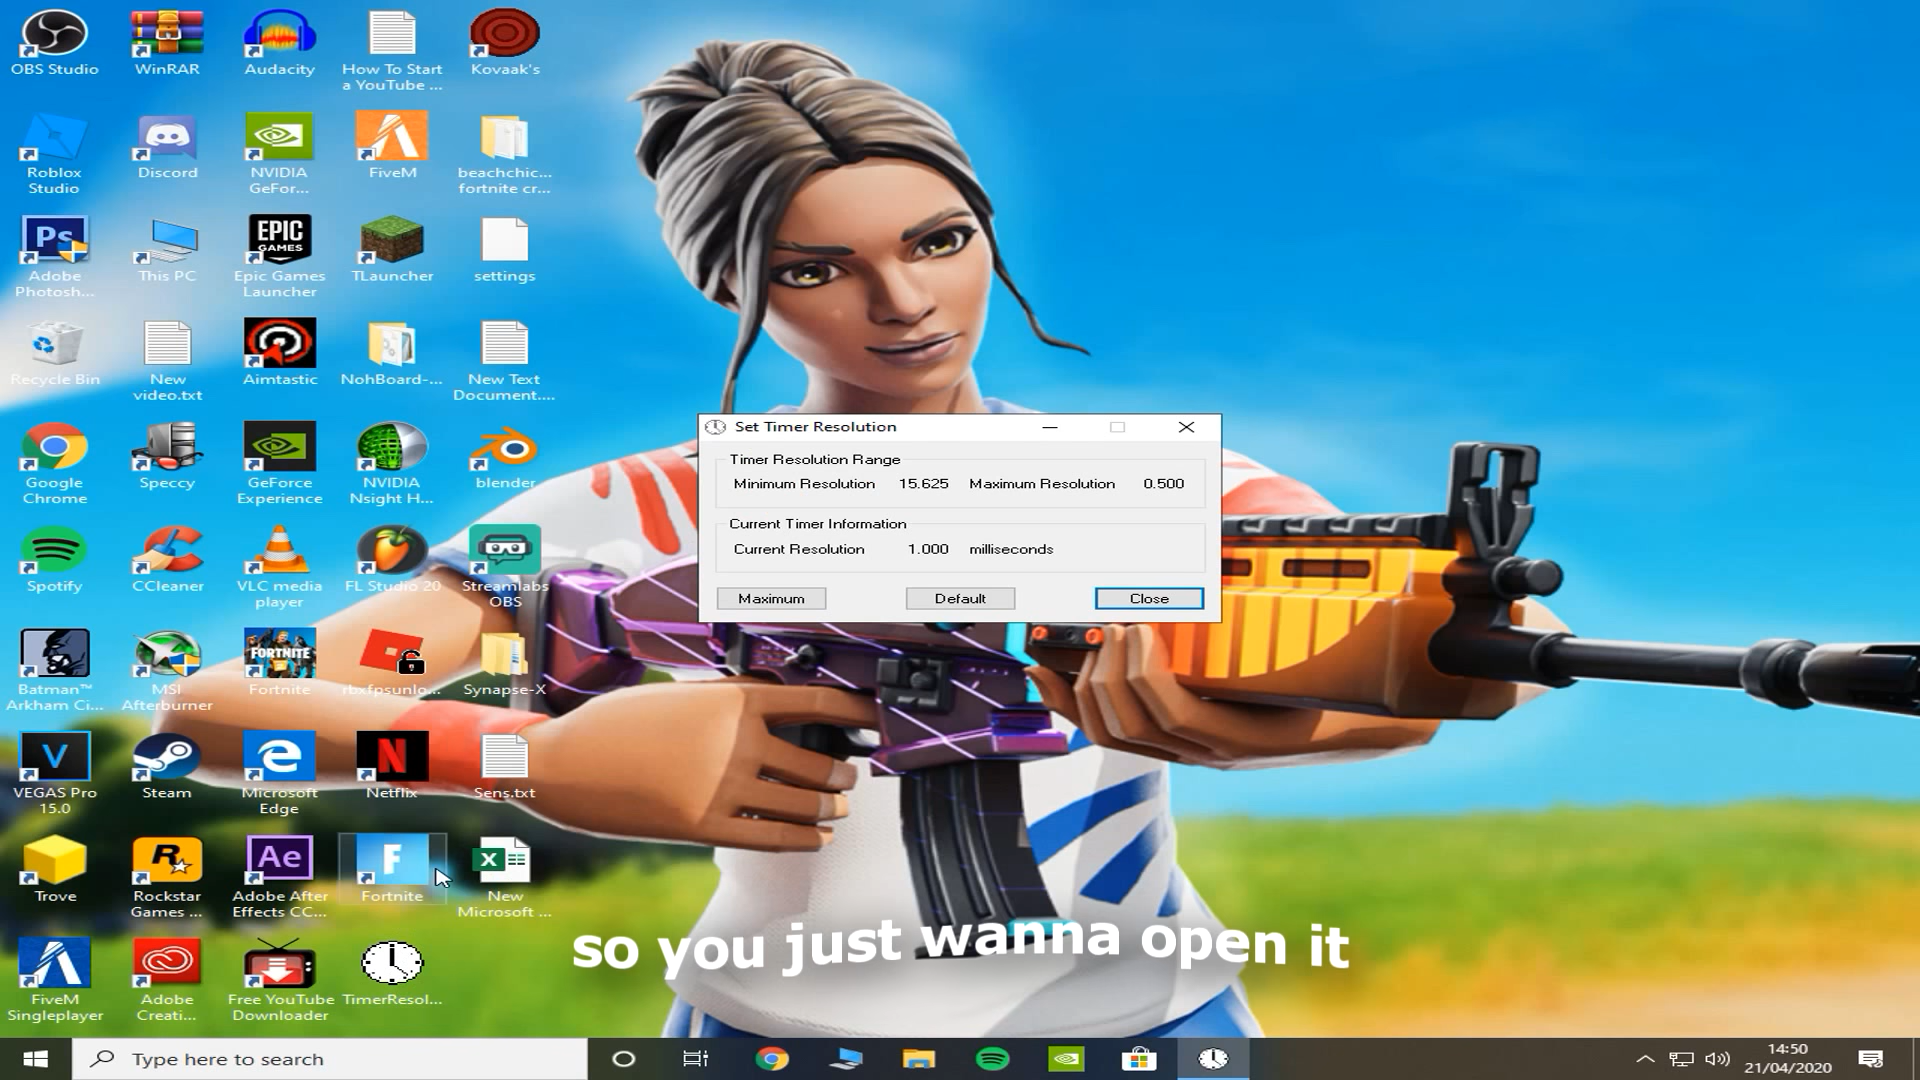 OBS Studio
WinRAR
Audacity
How To Start
a YouTube ...
Kovaak's
Roblox
Studio
Discord
NVIDIA
GeFor...
FiveM
beachchic...
fortnite cr...
Ps
Adobe
Photosh...
This PC
EPIC
GAMES
Epic Games
Launcher
TLauncher
settings
Recycle Bin
New
video.txt
Aimtastic
NohBoard-...
New Text
Document....
Google
Chrome
Speccy
GeForce
Experience
NVIDIA
Nsight H...
blender
Spotify
CCleaner
VLC media
player
FL Studio 20
Streamlabs
OBS
Batman™
Arkham Ci...
MSI
Afterburner
FORTNITE
Fortnite
rbxfpsunlo...
Synapse-X
V
VEGAS Pro
15.0
Steam
Microsoft
Edge
N
Netflix
Sens.txt
Trove
R
Rockstar
Games ...
Ae
Adobe After
Effects CC...
F
Fortnite
X
New
Microsoft ...
FiveM
Singleplayer
Adobe
Creati...
Free YouTube
Downloader
TimerResol...
Set Timer Resolution
Timer Resolution Range
Minimum Resolution 15.625 Maximum Resolution 0.500
Current Timer Information
Current Resolution 1.000 milliseconds
Maximum Default Close
so you just wanna open it
Type here to search
14:50
21/04/2020